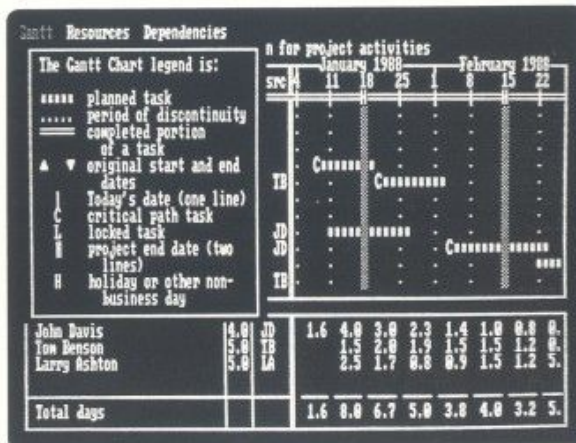 Gantt Resources Dependencies
n for project activities
The Gantt Chart legend is:
planned task
period of discontinuity
completed portion
of a task
▲ ▼ original start and end
dates
| Today's date (one line)
C critical path task
L locked task
project end date (two
lines)
H holiday or other non-
business day
January 1988 February 1988
src 4 11 18 25 1 8 15 22
C
TB C
JD
JD C
TB
John Davis 4.0 JD 1.6 4.0 3.0 2.3 1.4 1.0 0.8 0.
Tom Benson 5.0 TB 1.5 2.0 1.9 1.5 1.5 1.2 0.
Larry Ashton 5.0 LA 2.5 1.7 0.8 0.9 1.5 1.2 5.
Total days 1.6 8.0 6.7 5.0 3.8 4.0 3.2 5.